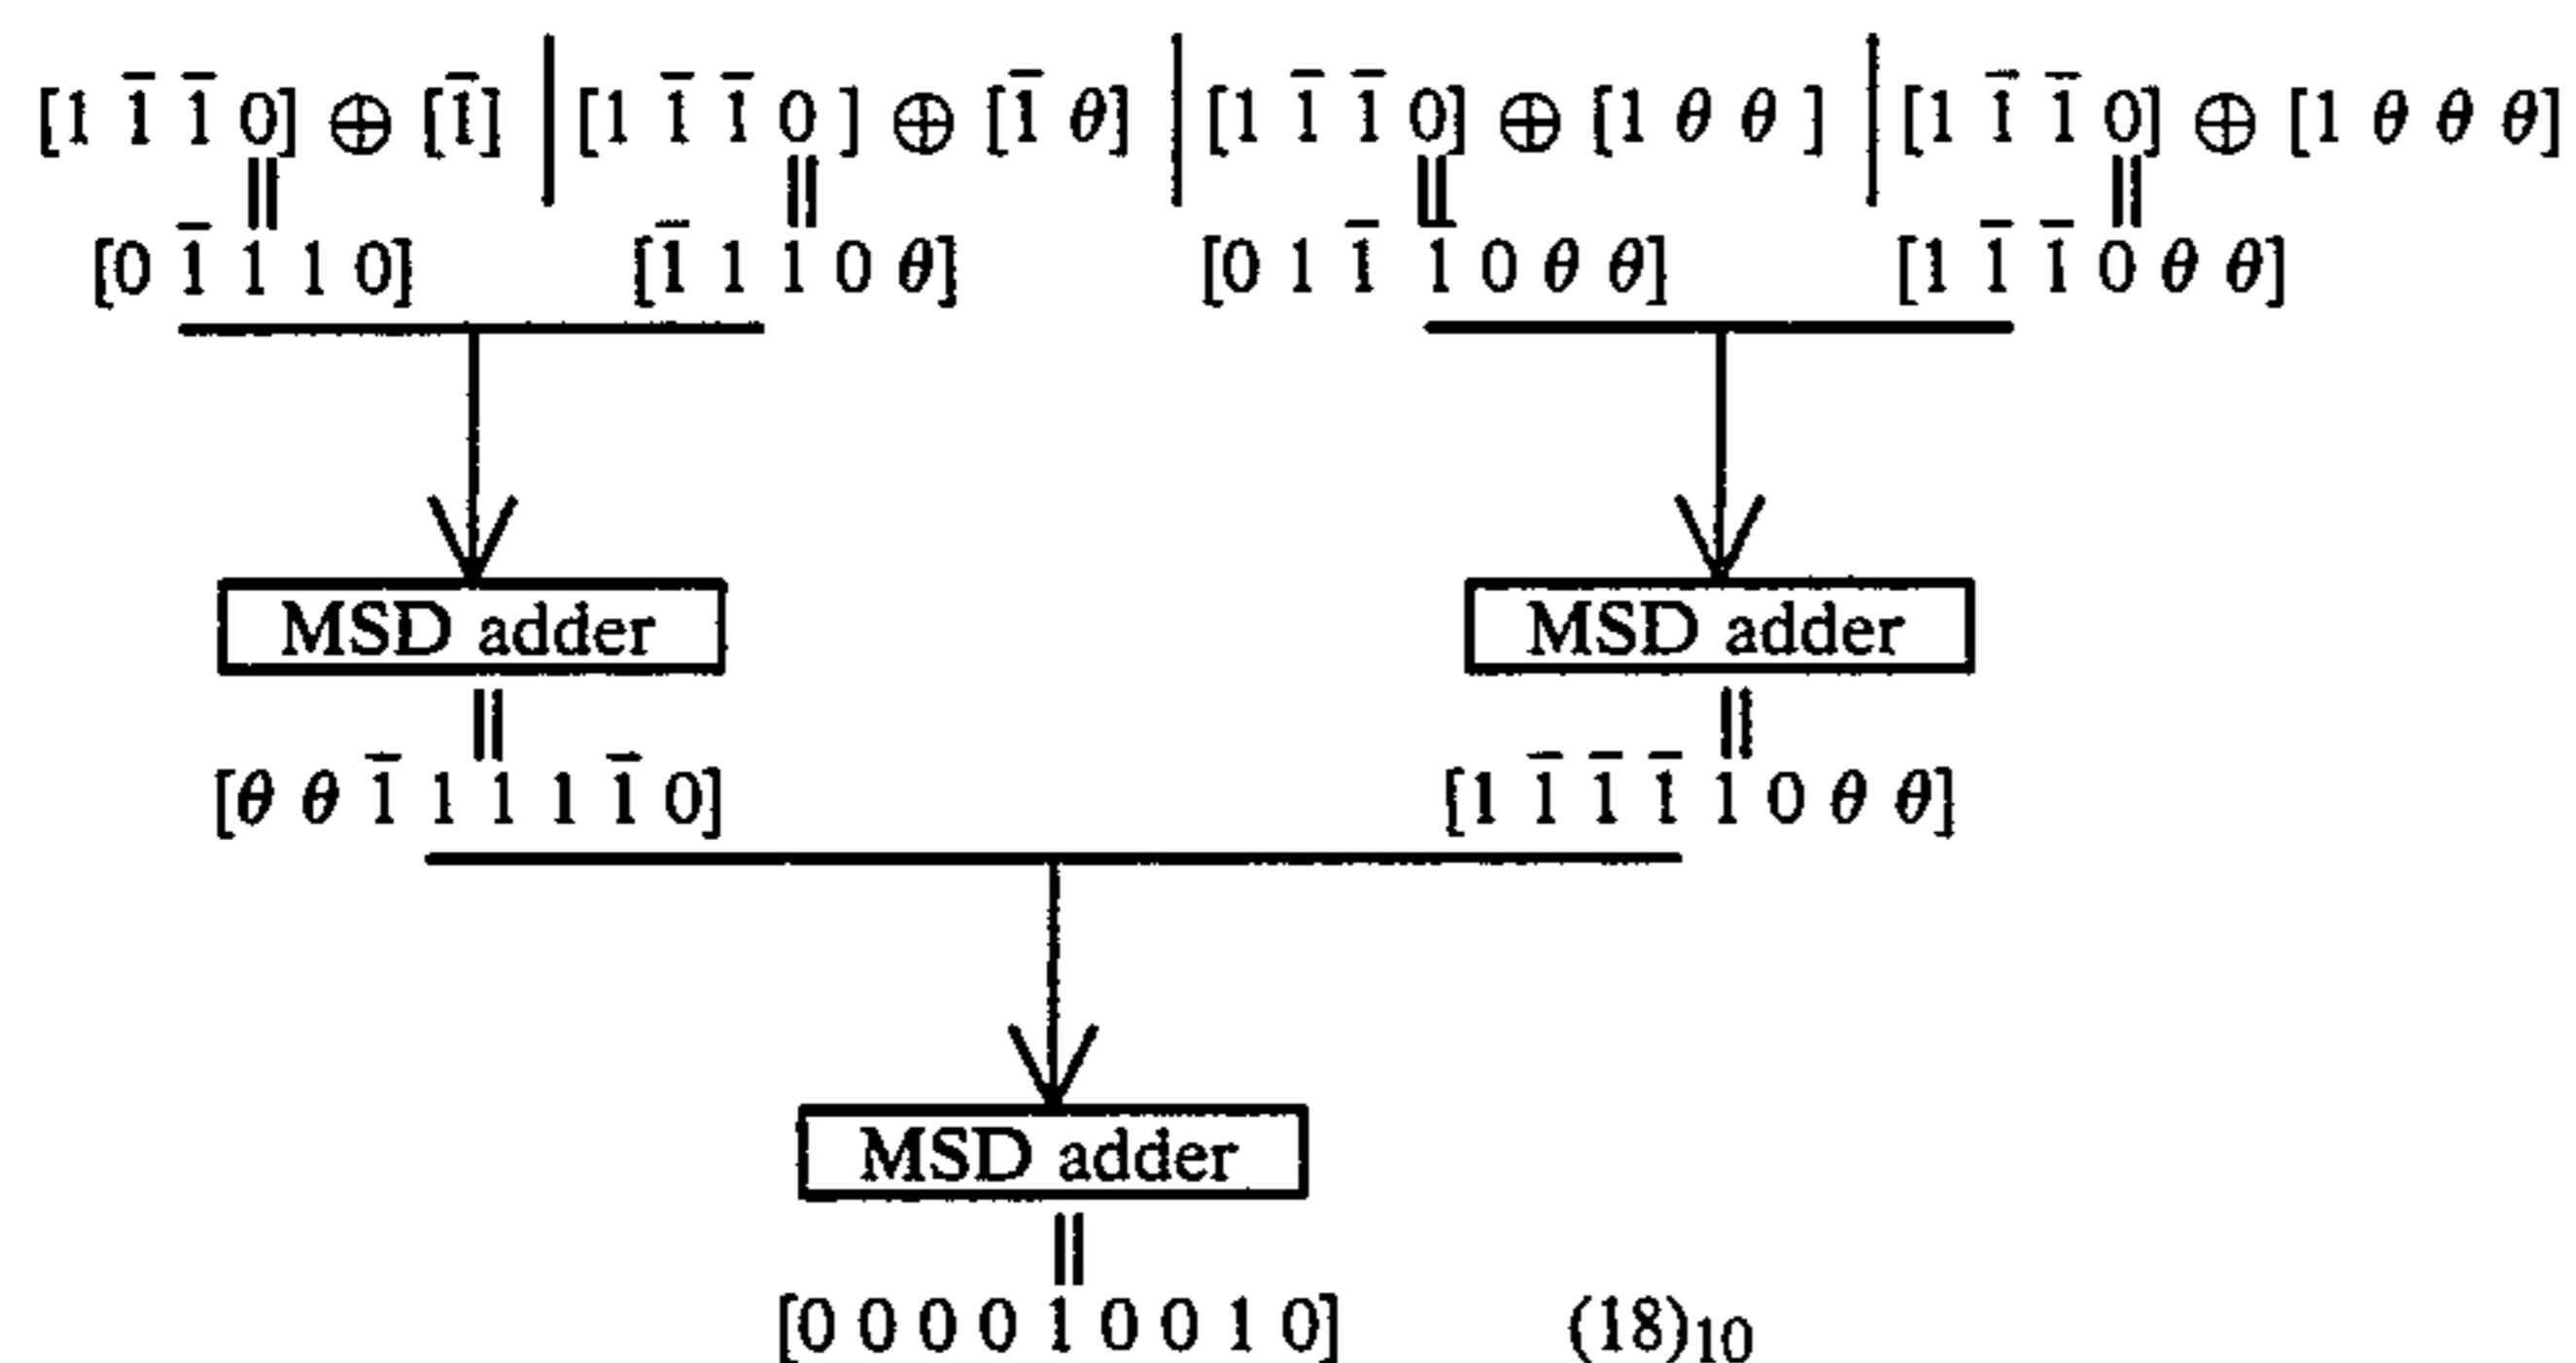 [1 1̄ 1̄ 0] ⊕ [1̄] | [1 1̄ 1̄ 0 ] ⊕ [1̄ θ] | [1 1̄ 1̄ 0] ⊕ [1 θ θ ] | [1 1̄ 1̄ 0] ⊕ [1 θ θ θ]
‖ ‖ ‖ ‖
[0 1̄ 1 1 0] [1̄ 1 1 0 θ] [0 1 1̄ 1 0 θ θ] [1 1̄ 1̄ 0 θ θ]
MSD adder MSD adder
‖ ‖
[θ θ 1̄ 1 1 1 1̄ 0] [1 1̄ 1̄ 1̄ 1 0 θ θ]
MSD adder
‖
[0 0 0 0 1 0 0 1 0] (18)₁₀